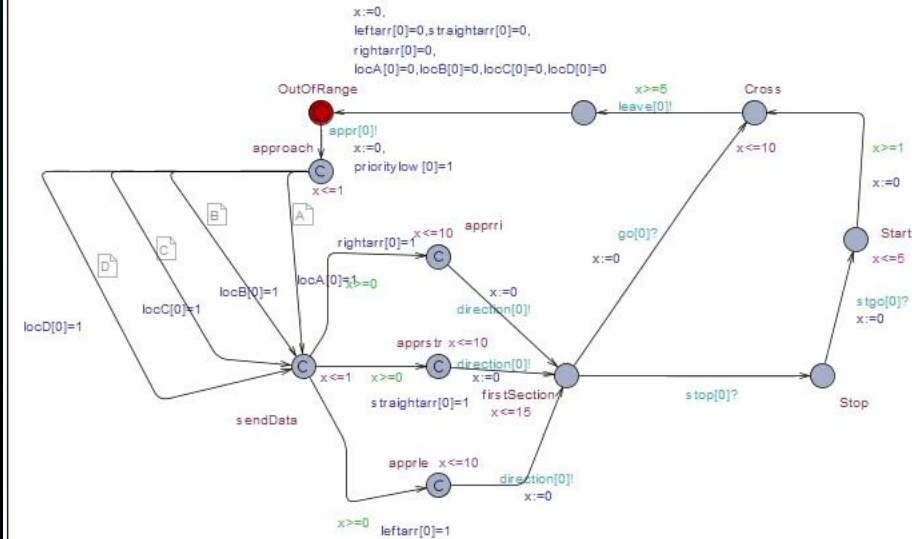 x:=0,
leftarr[0]=0,straightarr[0]=0,
rightarr[0]=0,
locA[0]=0,locB[0]=0,locC[0]=0,locD[0]=0
OutOfRange
x>=5
Cross
leave[0]!
appr[0]!
approach
x:=0,
x<=10
x>=1
prioritylow [0]=1
C
x<=1
x:=0
D
C
B
A
rightarr[0]=1
x<=10
apprri
C
go[0]?
Start
x:=0
x<=5
locA[0]=1
x>=0
locB[0]=1
locC[0]=1
x:=0
direction[0]!
stgo[0]?
x:=0
locD[0]=1
apprstr x<=10
C
x<=1
x>=0
C
direction[0]!
x:=0
firstSection
stop[0]?
straightarr[0]=1
x<=15
Stop
sendData
apprle x<=10
C
direction[0]!
x:=0
x>=0
leftarr[0]=1